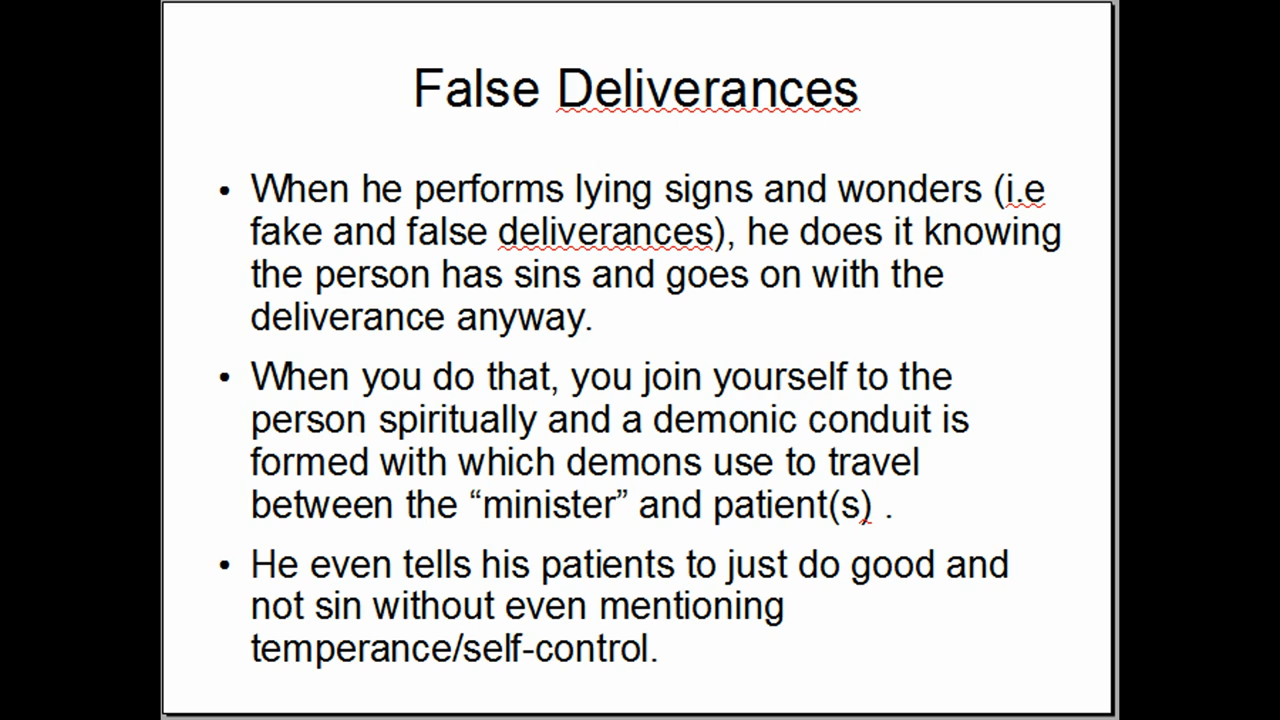 False Deliverances
• When he performs lying signs and wonders (i.e
fake and false deliverances), he does it knowing
the person has sins and goes on with the
deliverance anyway.
• When you do that, you join yourself to the
person spiritually and a demonic conduit is
formed with which demons use to travel
between the “minister” and patient(s) .
• He even tells his patients to just do good and
not sin without even mentioning
temperance/self-control.